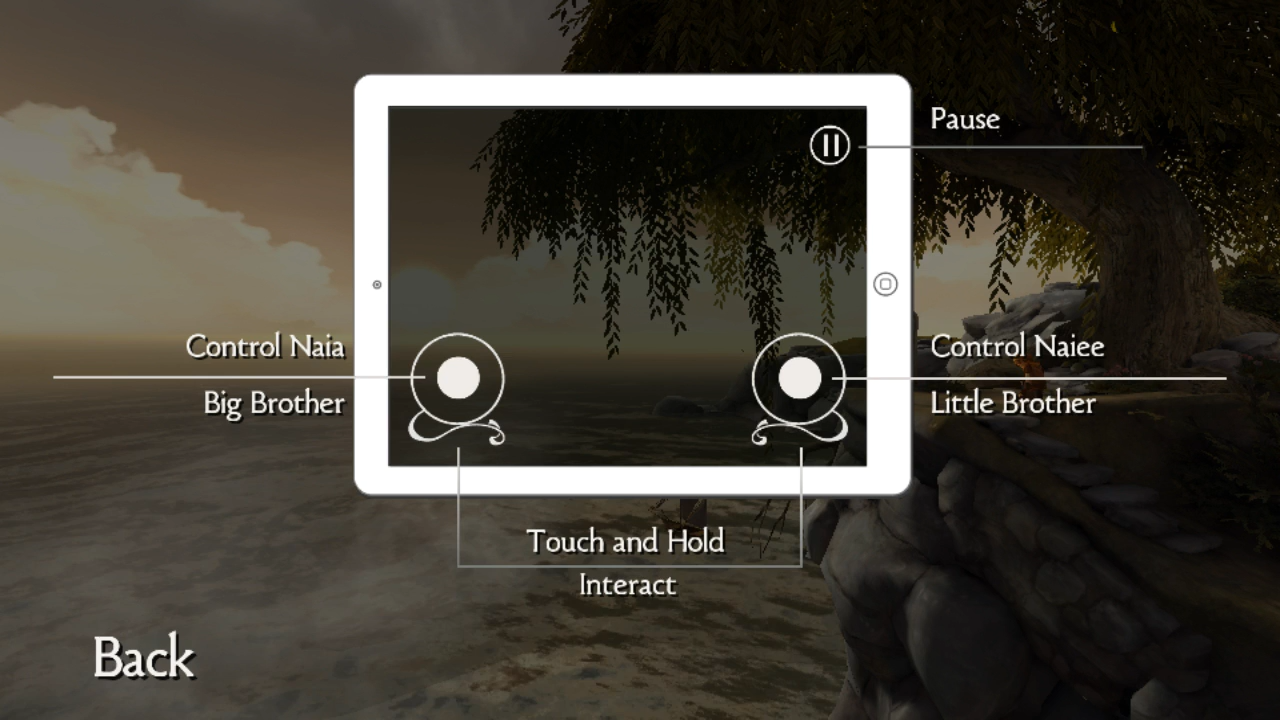 Pause
Control Naia
Big Brother
Control Naiee
Little Brother
Touch and Hold
Interact
Back